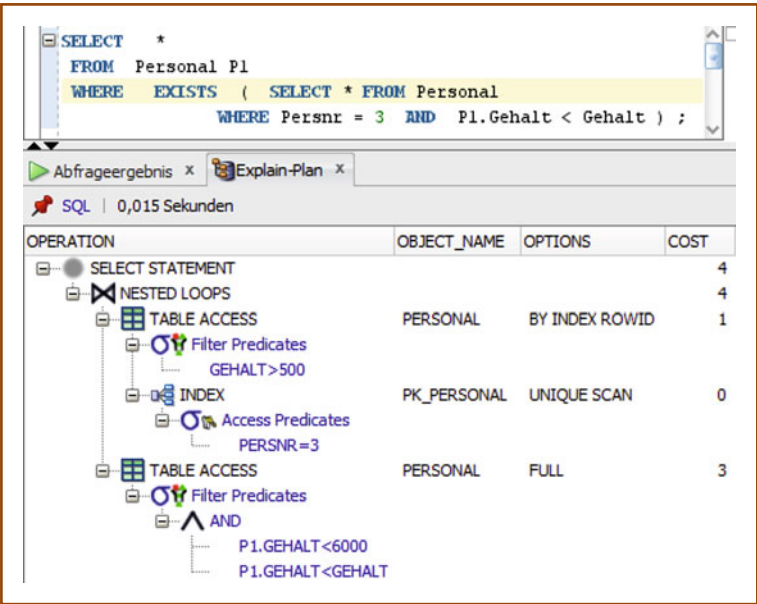 SELECT *
FROM Personal P1
WHERE EXISTS ( SELECT * FROM Personal
WHERE Persnr = 3 AND P1.Gehalt < Gehalt ) ;
Abfrageergebnis x Explain-Plan x
SQL | 0,015 Sekunden
OPERATION OBJECT_NAME OPTIONS COST
SELECT STATEMENT 4
NESTED LOOPS 4
TABLE ACCESS PERSONAL BY INDEX ROWID 1
Filter Predicates
GEHALT>500
INDEX PK_PERSONAL UNIQUE SCAN 0
Access Predicates
PERSNR=3
TABLE ACCESS PERSONAL FULL 3
Filter Predicates
AND
P1.GEHALT<6000
P1.GEHALT<GEHALT